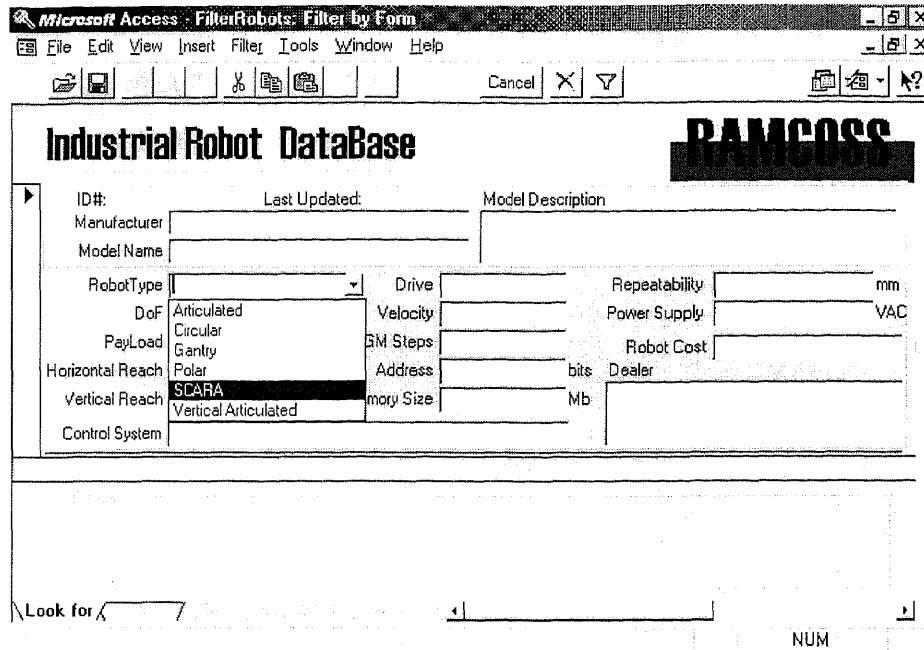 Microsoft Access - FilterRobots: Filter by Form
File Edit View Insert Filter Tools Window Help
Cancel
Industrial Robot DataBase
RAMCOSS
ID#: Last Updated: Model Description
Manufacturer
Model Name
RobotType Drive Repeatability mm
DoF Articulated Velocity Power Supply VAC
Circular
PayLoad Gantry GM Steps Robot Cost
Horizontal Reach Polar Address bits Dealer
SCARA
Vertical Reach mory Size Mb
Vertical Articulated
Control System
Look for
NUM